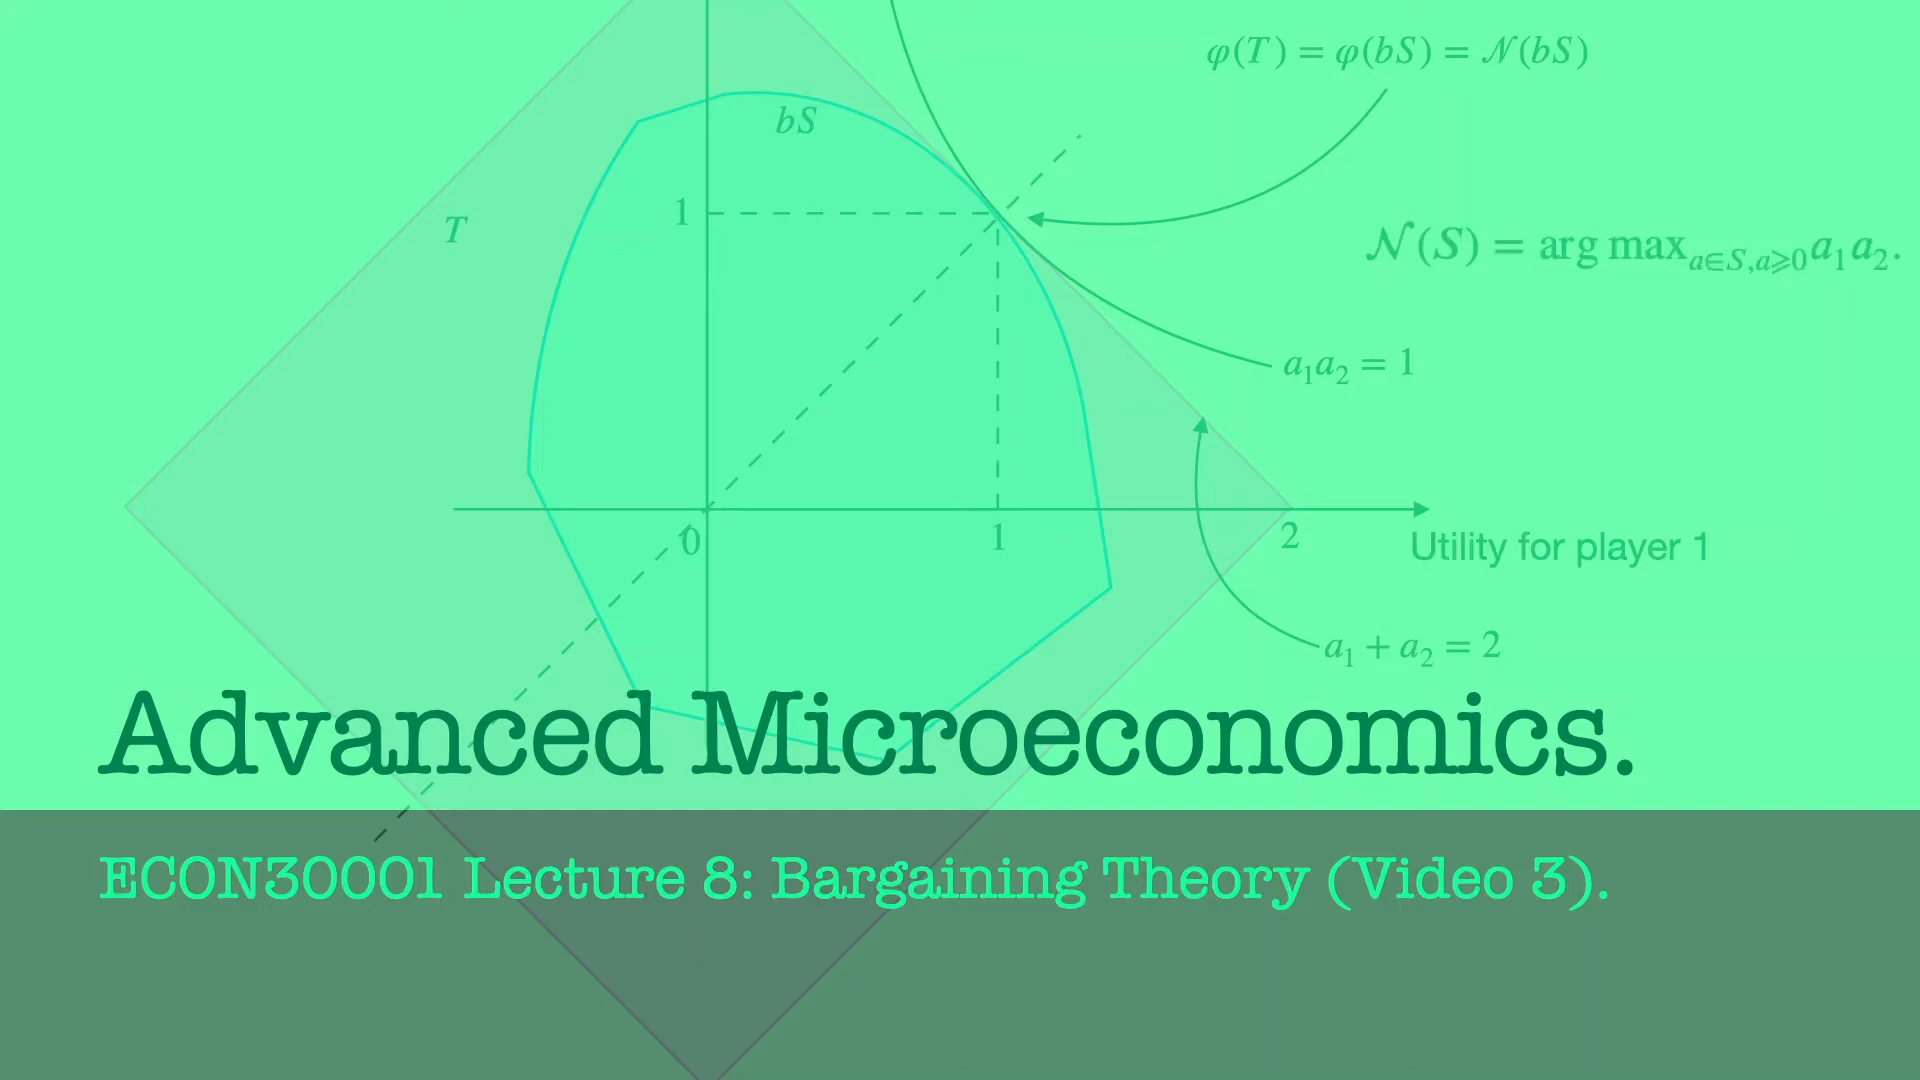 φ(T) = φ(bS) = 𝒩(bS)
bS
1
T
𝒩(S) = arg max_{a∈S,a⩾0} a₁a₂.
a₁a₂ = 1
0
1
2
Utility for player 1
a₁ + a₂ = 2
Advanced Microeconomics.
ECON30001 Lecture 8: Bargaining Theory (Video 3).